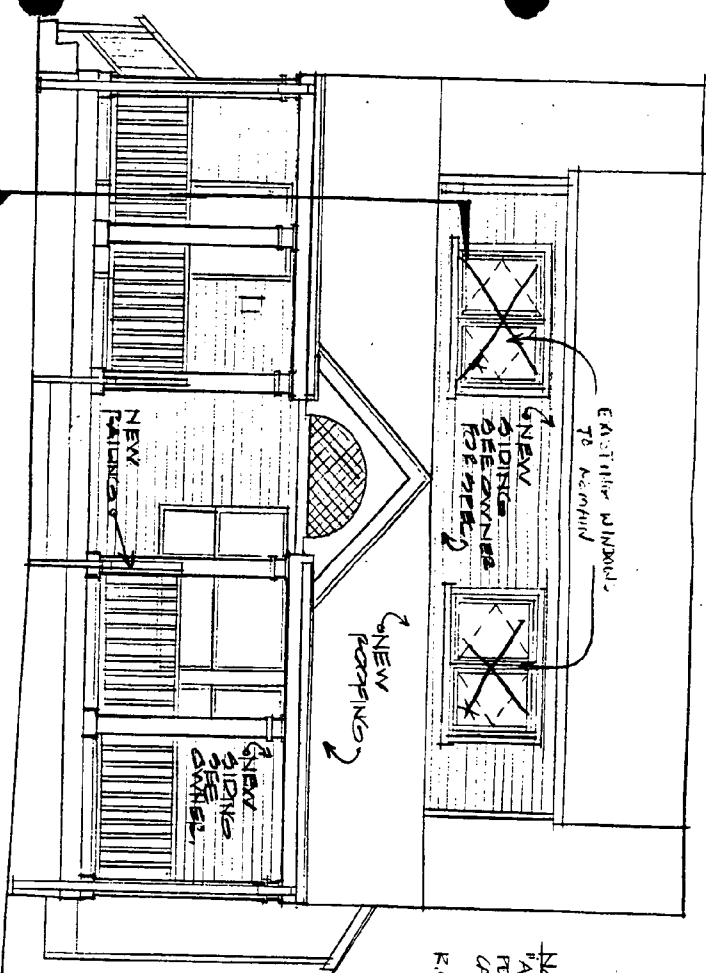 EXISTING WINDOWS
TO REMAIN
NEW
SIDING
SEE OWNER
FOR SPEC.
NEW
ROOFING
NEW
RAILINGS
NEW
SIDING
SEE
OWNER.